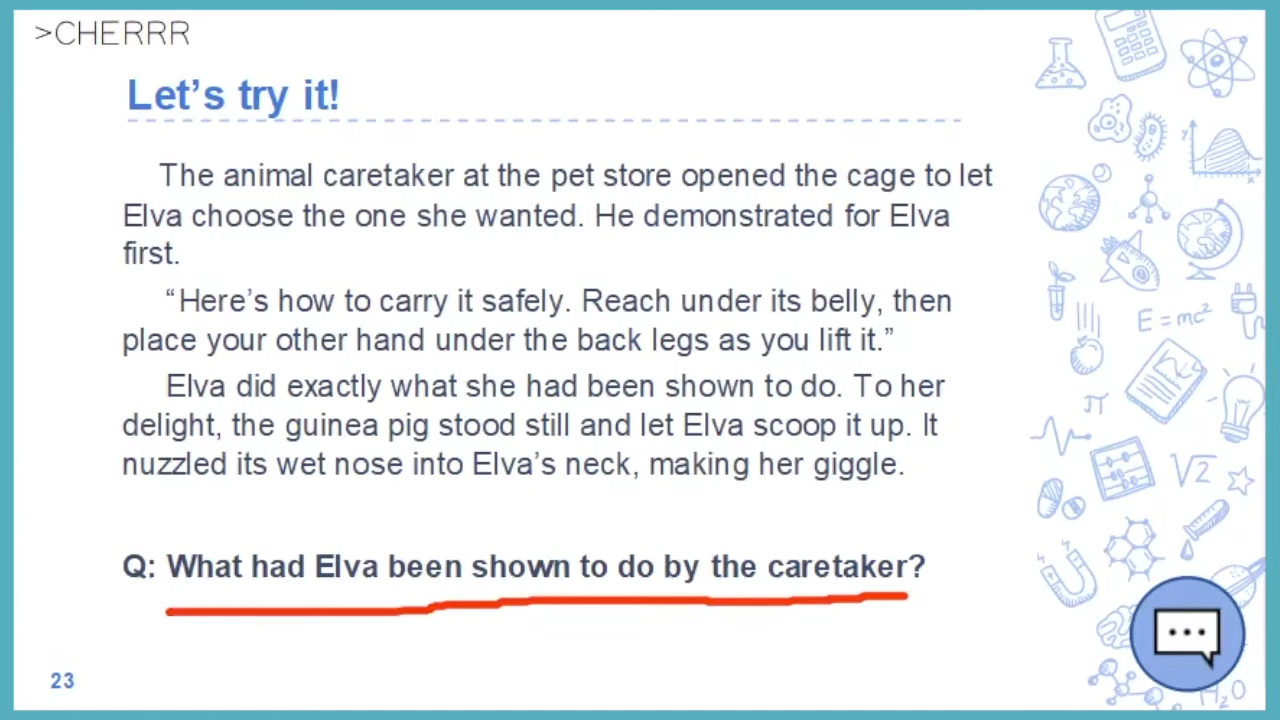 >CHERRR
Let's try it!
The animal caretaker at the pet store opened the cage to let
Elva choose the one she wanted. He demonstrated for Elva
first.
“Here's how to carry it safely. Reach under its belly, then
place your other hand under the back legs as you lift it.”
Elva did exactly what she had been shown to do. To her
delight, the guinea pig stood still and let Elva scoop it up. It
nuzzled its wet nose into Elva's neck, making her giggle.
Q: What had Elva been shown to do by the caretaker?
23
y
x
E=mc²
π
√2
H₂O